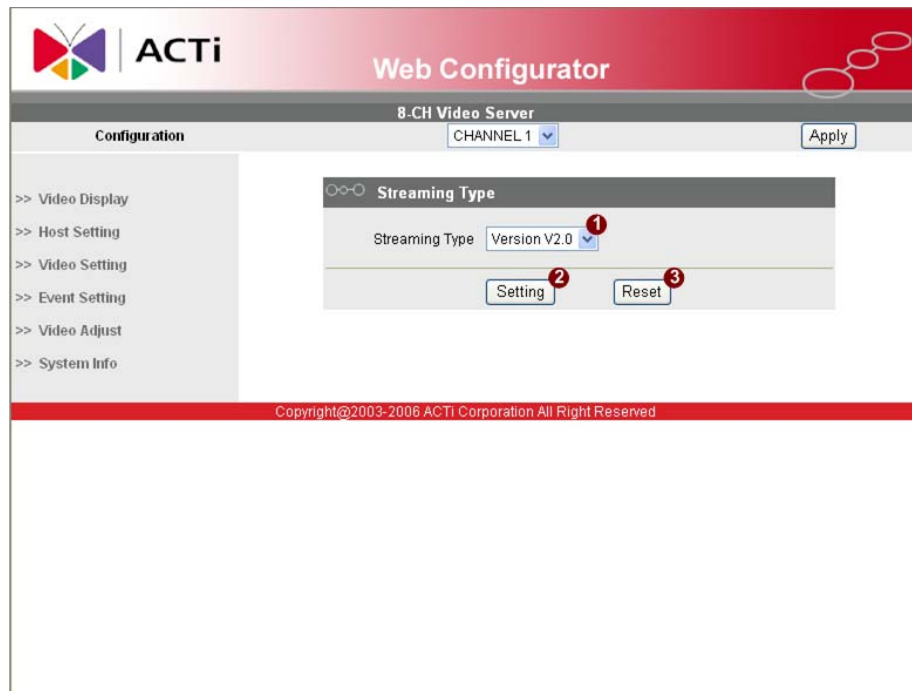 ACTi
Web Configurator
8-CH Video Server
Configuration
CHANNEL 1
Apply
>> Video Display
>> Host Setting
>> Video Setting
>> Event Setting
>> Video Adjust
>> System Info
Streaming Type
Streaming Type Version V2.0 1
Setting 2 Reset 3
Copyright@2003-2006 ACTi Corporation All Right Reserved